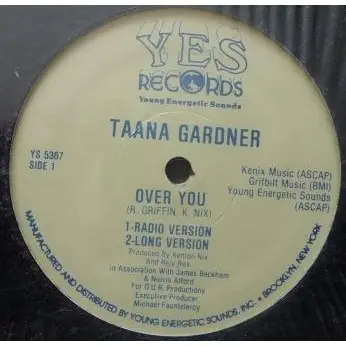 YES
RECORDS
Young Energetic Sounds
TAANA GARDNER
YS 5367
SIDE 1
Kenix Music (ASCAP)
Grifbilt Music (BMI)
Young Energetic Sounds
(ASCAP)
OVER YOU
(R. GRIFFIN, K. NIX)
1-RADIO VERSION
2-LONG VERSION
Produced By Kenton Nix
And
In Association With James Beckham
& Norris Alford
For O.U.R. Productions
Executive Producer
Michael Fauntleroy
MANUFACTURED AND DISTRIBUTED BY YOUNG ENERGETIC SOUNDS, INC. • BROOKLYN, NEW YORK